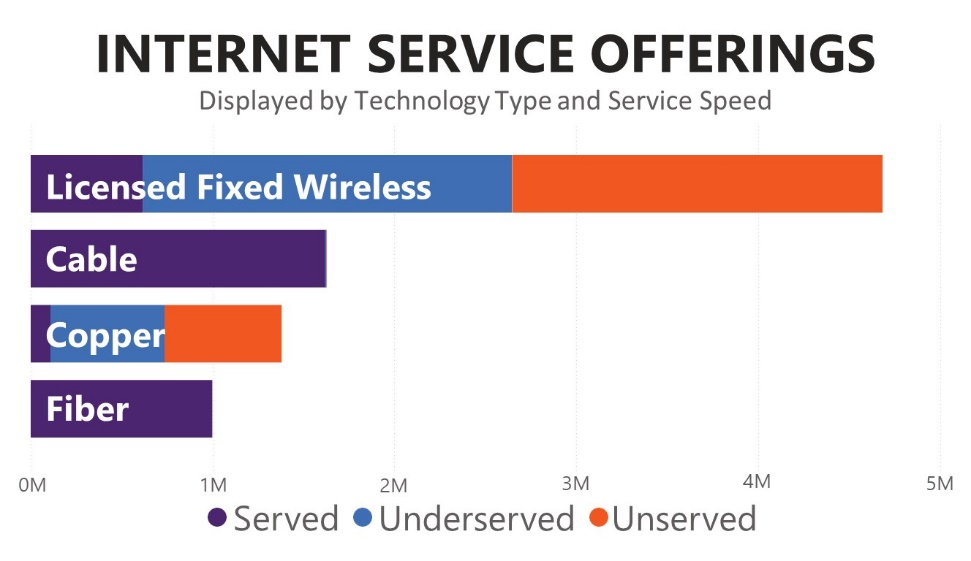 INTERNET SERVICE OFFERINGS
Displayed by Technology Type and Service Speed
Licensed Fixed Wireless
Cable
Copper
Fiber
0M 1M 2M 3M 4M 5M
Served Underserved Unserved